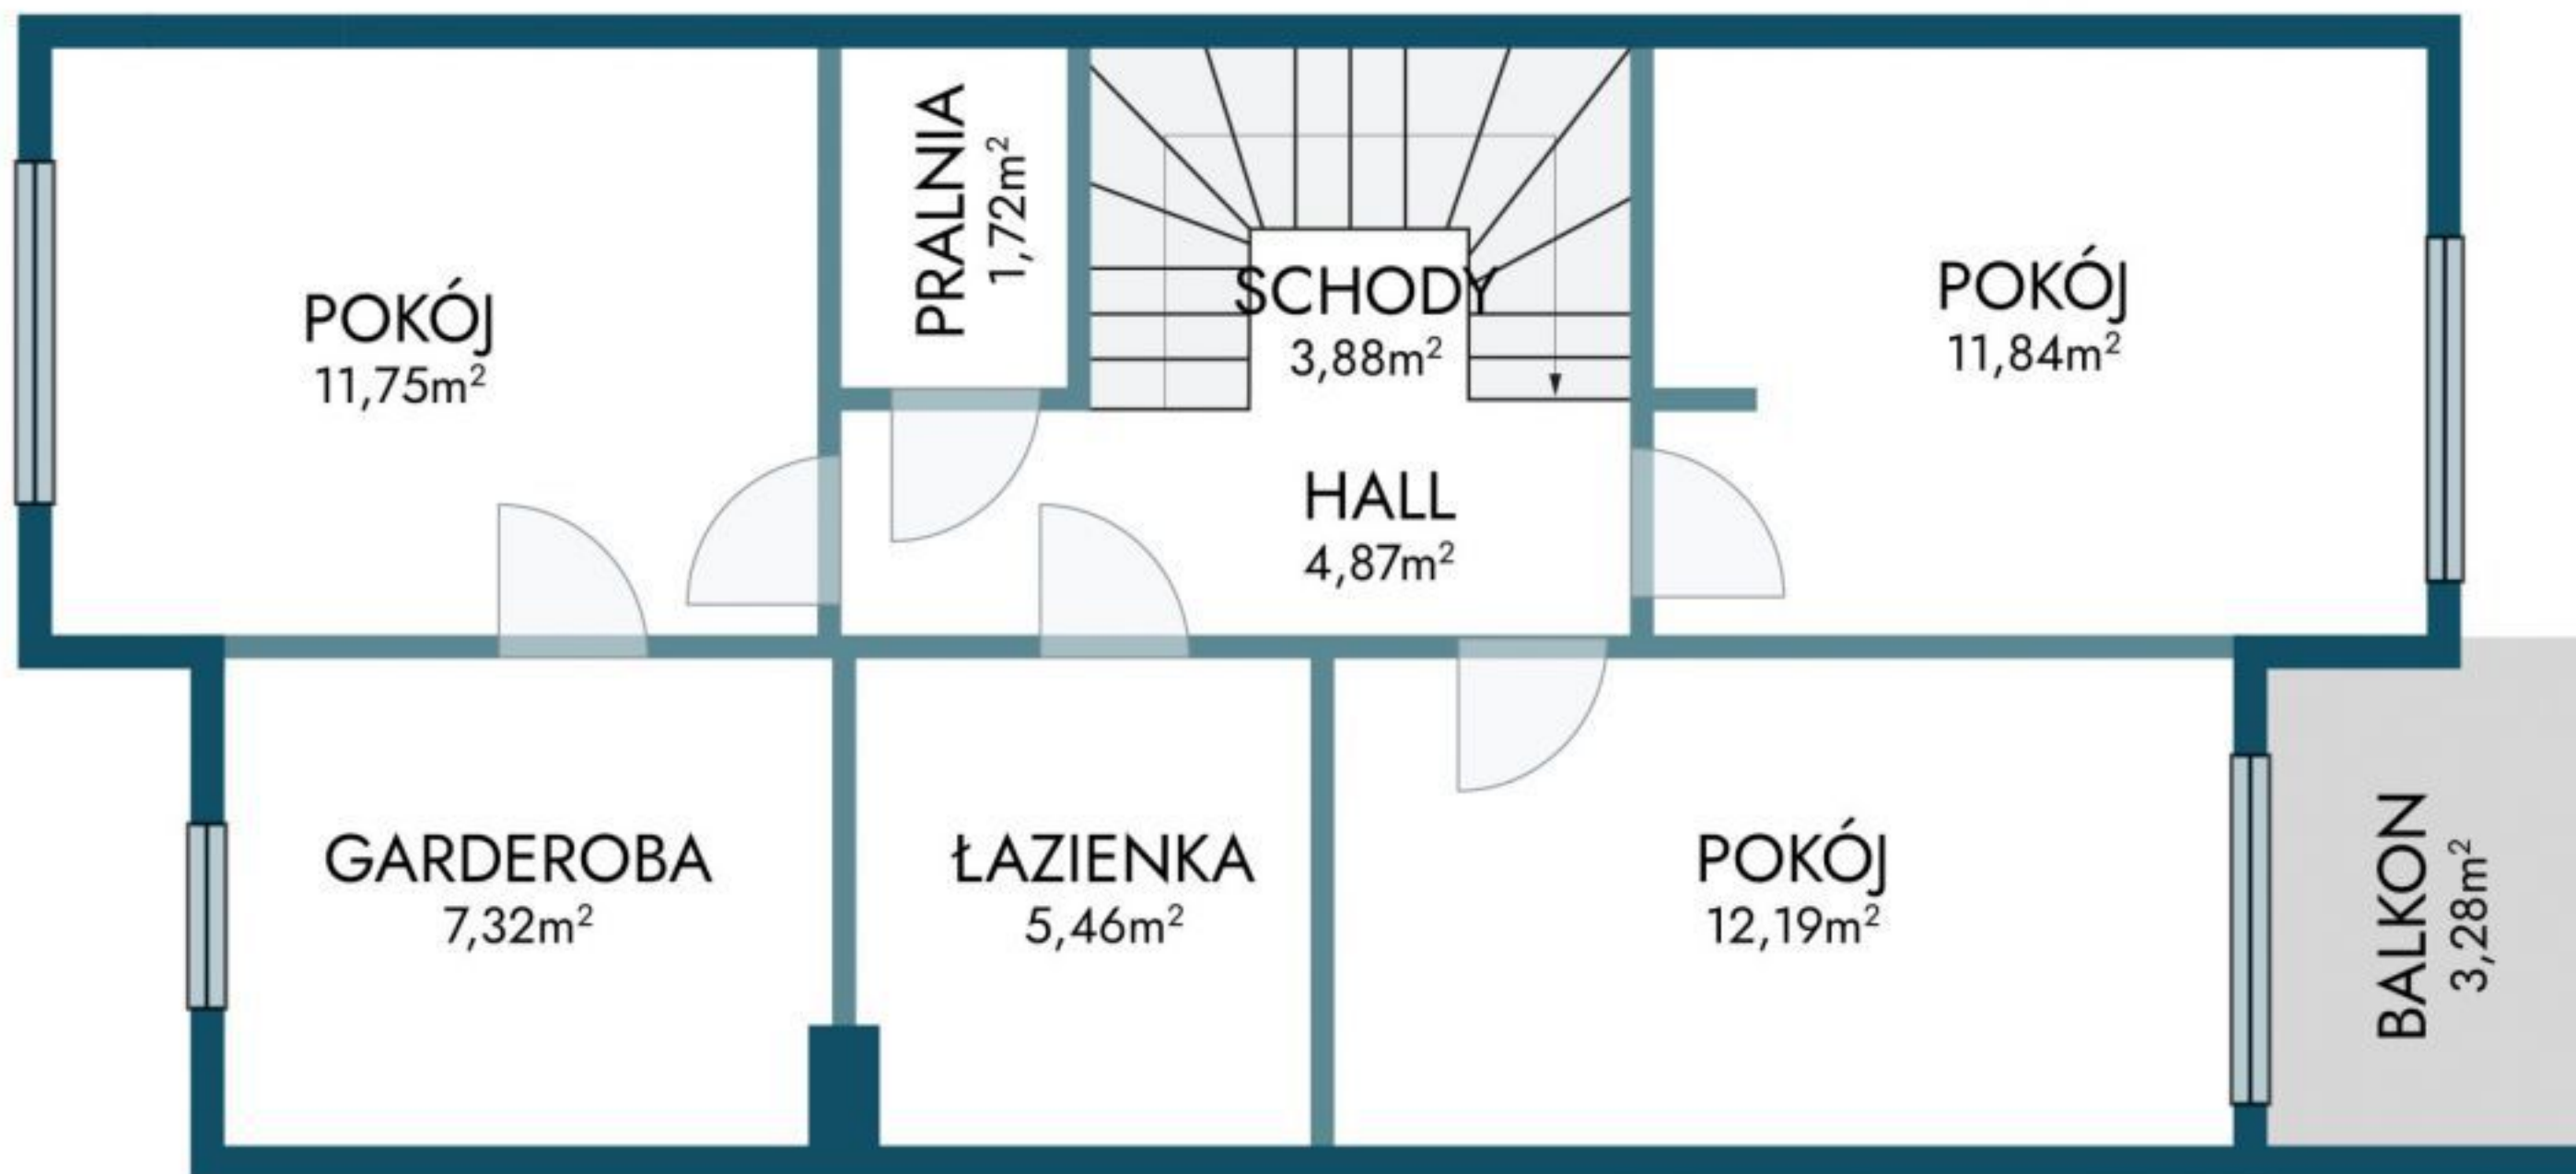 POKÓJ
11,75m²
PRALNIA
1,72m²
SCHODY
3,88m²
HALL
4,87m²
POKÓJ
11,84m²
GARDEROBA
7,32m²
ŁAZIENKA
5,46m²
POKÓJ
12,19m²
BALKON
3,28m²